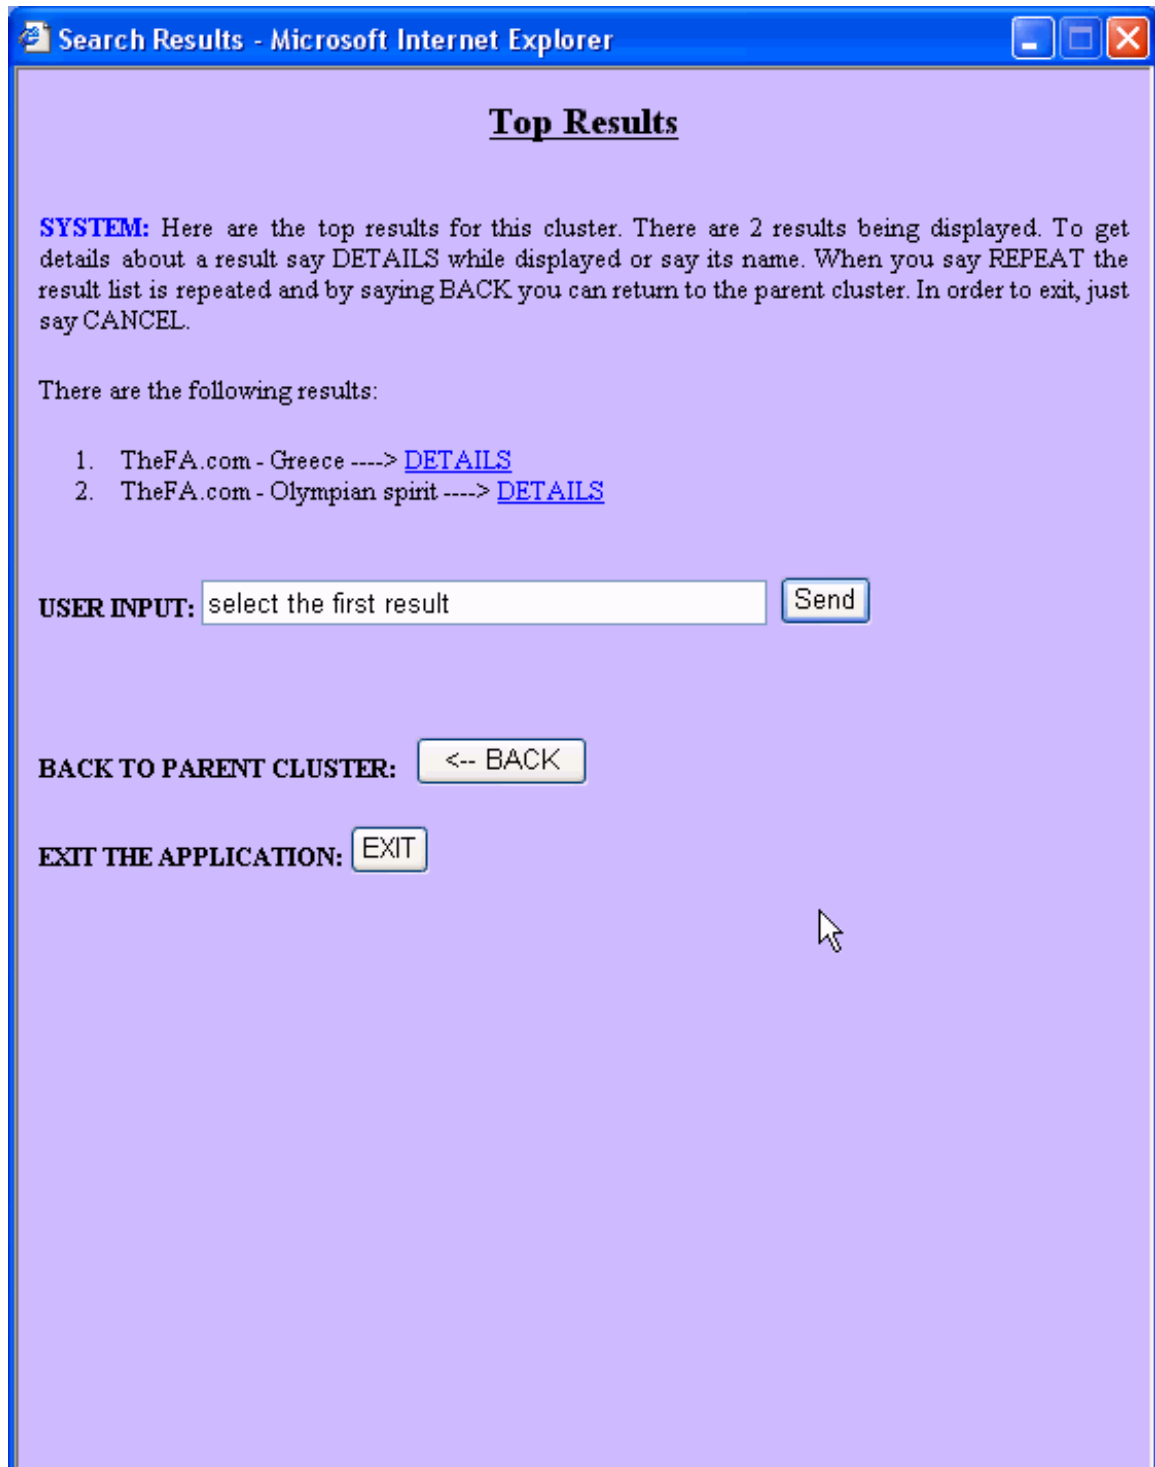 Search Results - Microsoft Internet Explorer
Top Results
SYSTEM: Here are the top results for this cluster. There are 2 results being displayed. To get
details about a result say DETAILS while displayed or say its name. When you say REPEAT the
result list is repeated and by saying BACK you can return to the parent cluster. In order to exit, just
say CANCEL.
There are the following results:
1. TheFA.com - Greece ----> DETAILS
2. TheFA.com - Olympian spirit ----> DETAILS
USER INPUT: select the first result Send
BACK TO PARENT CLUSTER: <-- BACK
EXIT THE APPLICATION: EXIT